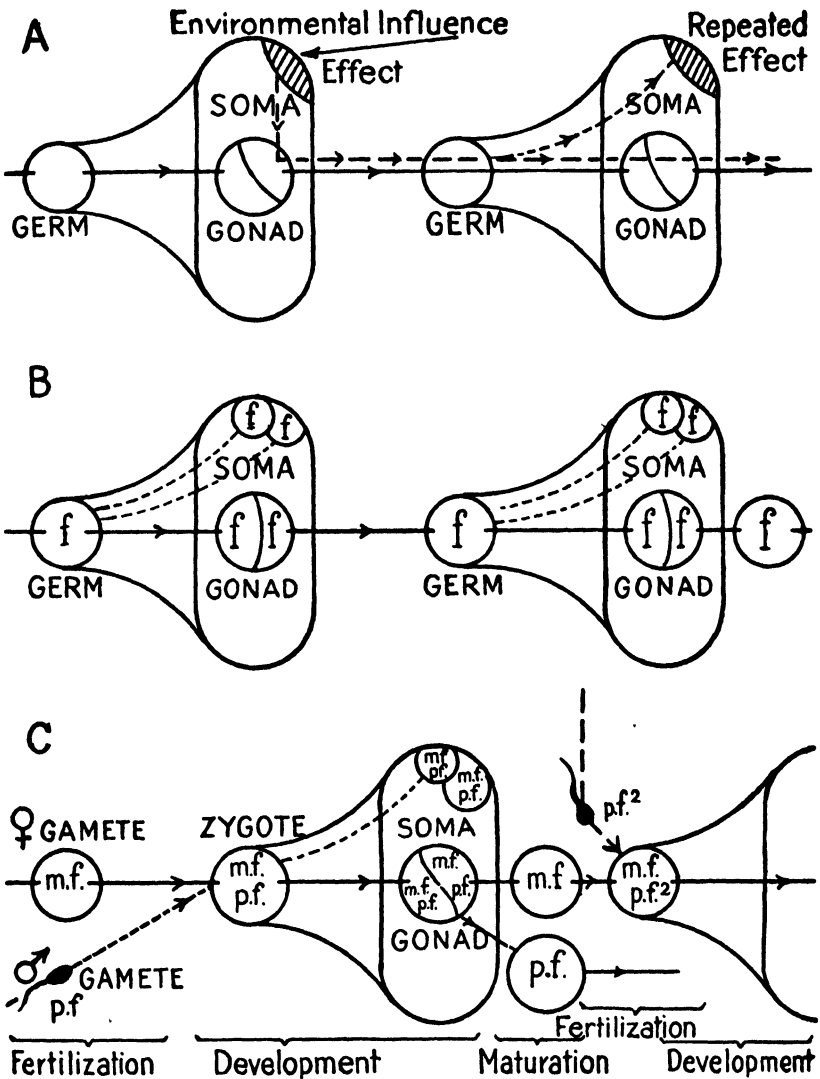 A
Environmental Influence
Effect
Repeated
Effect
SOMA
SOMA
GERM
GONAD
GERM
GONAD
B
f
f
f
f
SOMA
SOMA
f
f
f
f
f
f
f
GERM
GONAD
GERM
GONAD
C
m.f.
p.f.
m.f.
p.f.
p.f.²
♀ GAMETE
ZYGOTE
SOMA
m.f.
m.f.
p.f.
m.f.
m.f.
p.f.
p.f.
m.f
m.f.
p.f.²
GONAD
♂ GAMETE
p.f
p.f.
Fertilization
Fertilization
Development
Maturation
Development